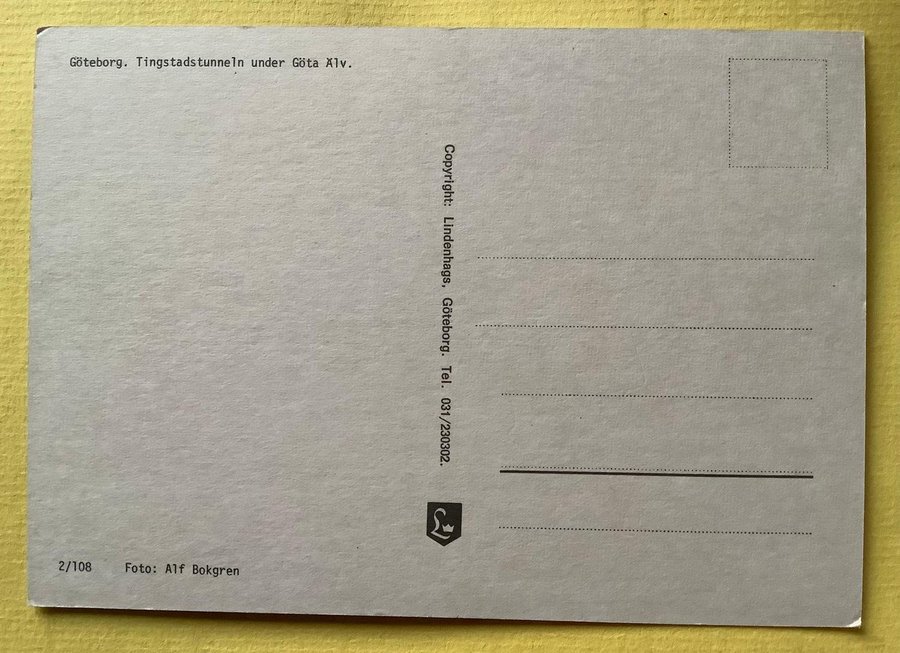 Göteborg. Tingstadstunneln under Göta Älv.
Copyright: Lindenhags, Göteborg. Tel. 031/230302.
L
2/108 Foto: Alf Bokgren